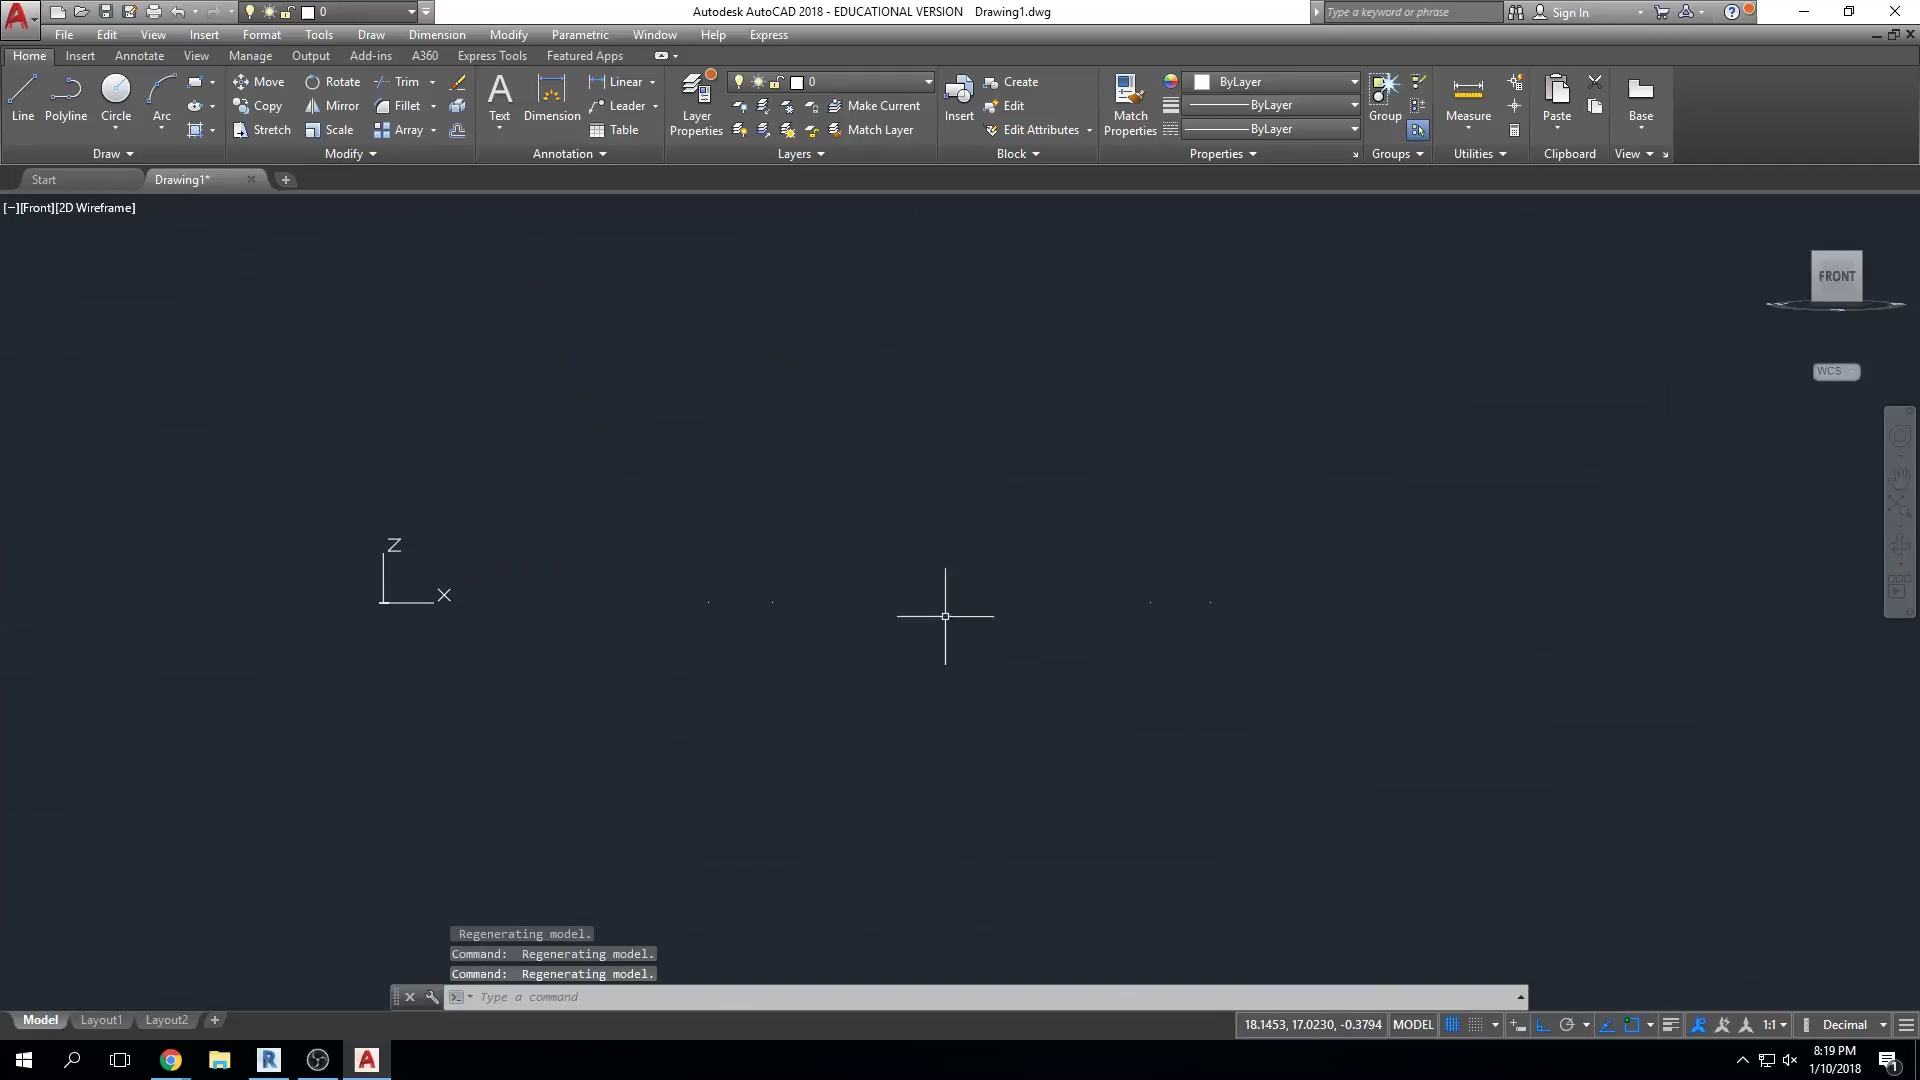 0 Autodesk AutoCAD 2018 - EDUCATIONAL VERSION Drawing1.dwg Type a keyword or phrase Sign In
File Edit View Insert Format Tools Draw Dimension Modify Parametric Window Help Express
Home Insert Annotate View Manage Output Add-ins A360 Express Tools Featured Apps
Line Polyline Circle Arc
Draw
Move Rotate Trim
Copy Mirror Fillet
Stretch Scale Array
Modify
Text Dimension
Linear
Leader
Table
Annotation
Layer
Properties
0
Make Current
Match Layer
Layers
Insert
Create
Edit
Edit Attributes
Block
Match
Properties
ByLayer
ByLayer
ByLayer
Properties
Group
Groups
Measure
Utilities
Paste
Clipboard
Base
View
Start Drawing1*
[−][Front][2D Wireframe]
FRONT
WCS
Z
X
Regenerating model.
Command: Regenerating model.
Command: Regenerating model.
Type a command
Model Layout1 Layout2 18.1453, 17.0230, -0.3794 MODEL 1:1 Decimal
8:19 PM
1/10/2018
1